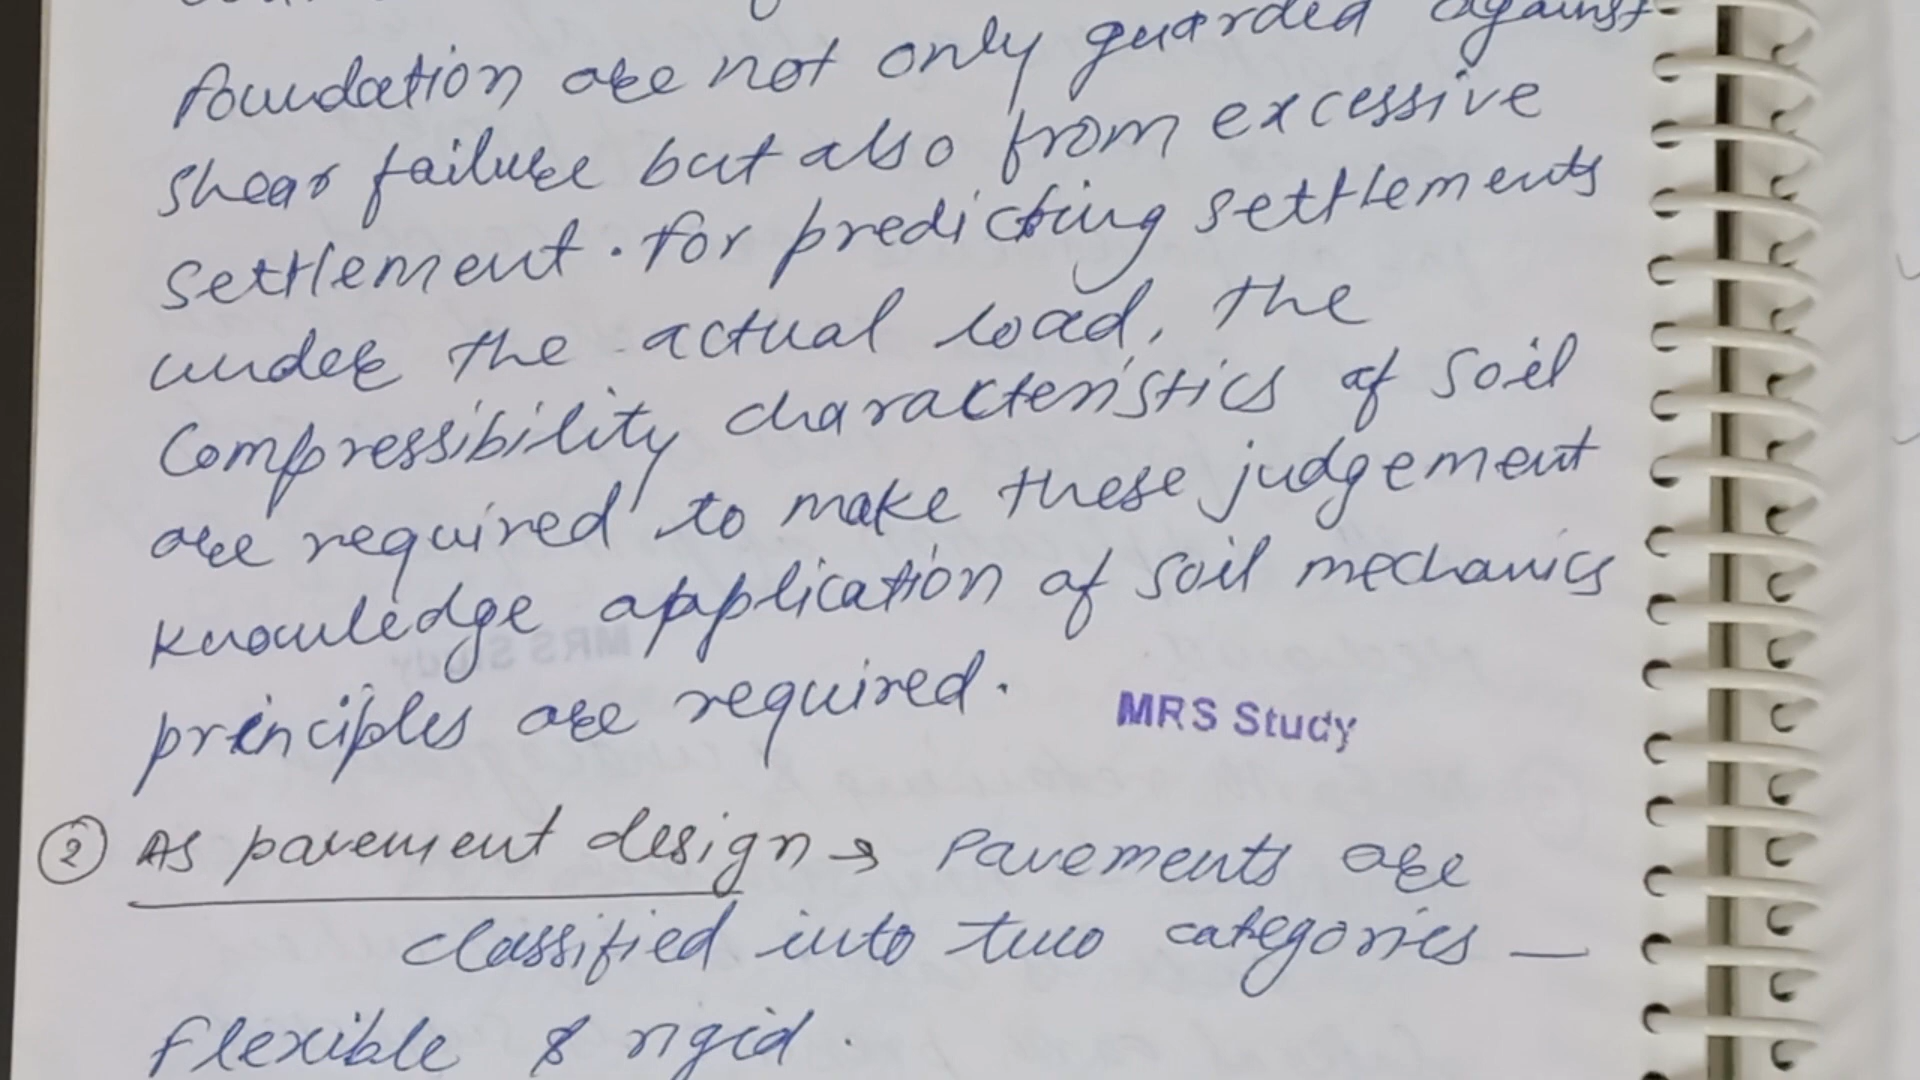 foundation are not only guarded against
shear failure but also from excessive
settlement. for predicting settlements
under the actual load, the
Compressibility characteristics of soil
are required to make these judgement
knowledge application of soil mechanics
principles are required.
MRS Study
② As pavement design → Pavements are
classified into two categories —
flexible & rigid.